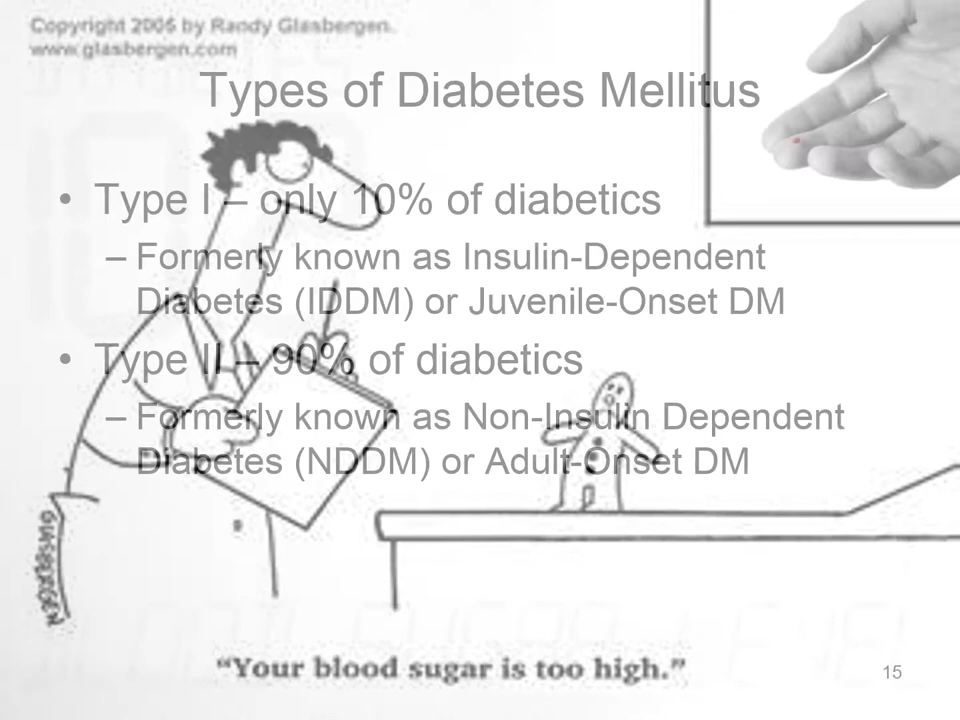 Copyright 2005 by Randy Glasbergen.
www.glasbergen.com
Types of Diabetes Mellitus
• Type I – only 10% of diabetics
– Formerly known as Insulin-Dependent
Diabetes (IDDM) or Juvenile-Onset DM
• Type II – 90% of diabetics
– Formerly known as Non-Insulin Dependent
Diabetes (NDDM) or Adult-Onset DM
GLASBERGEN
"Your blood sugar is too high."
15